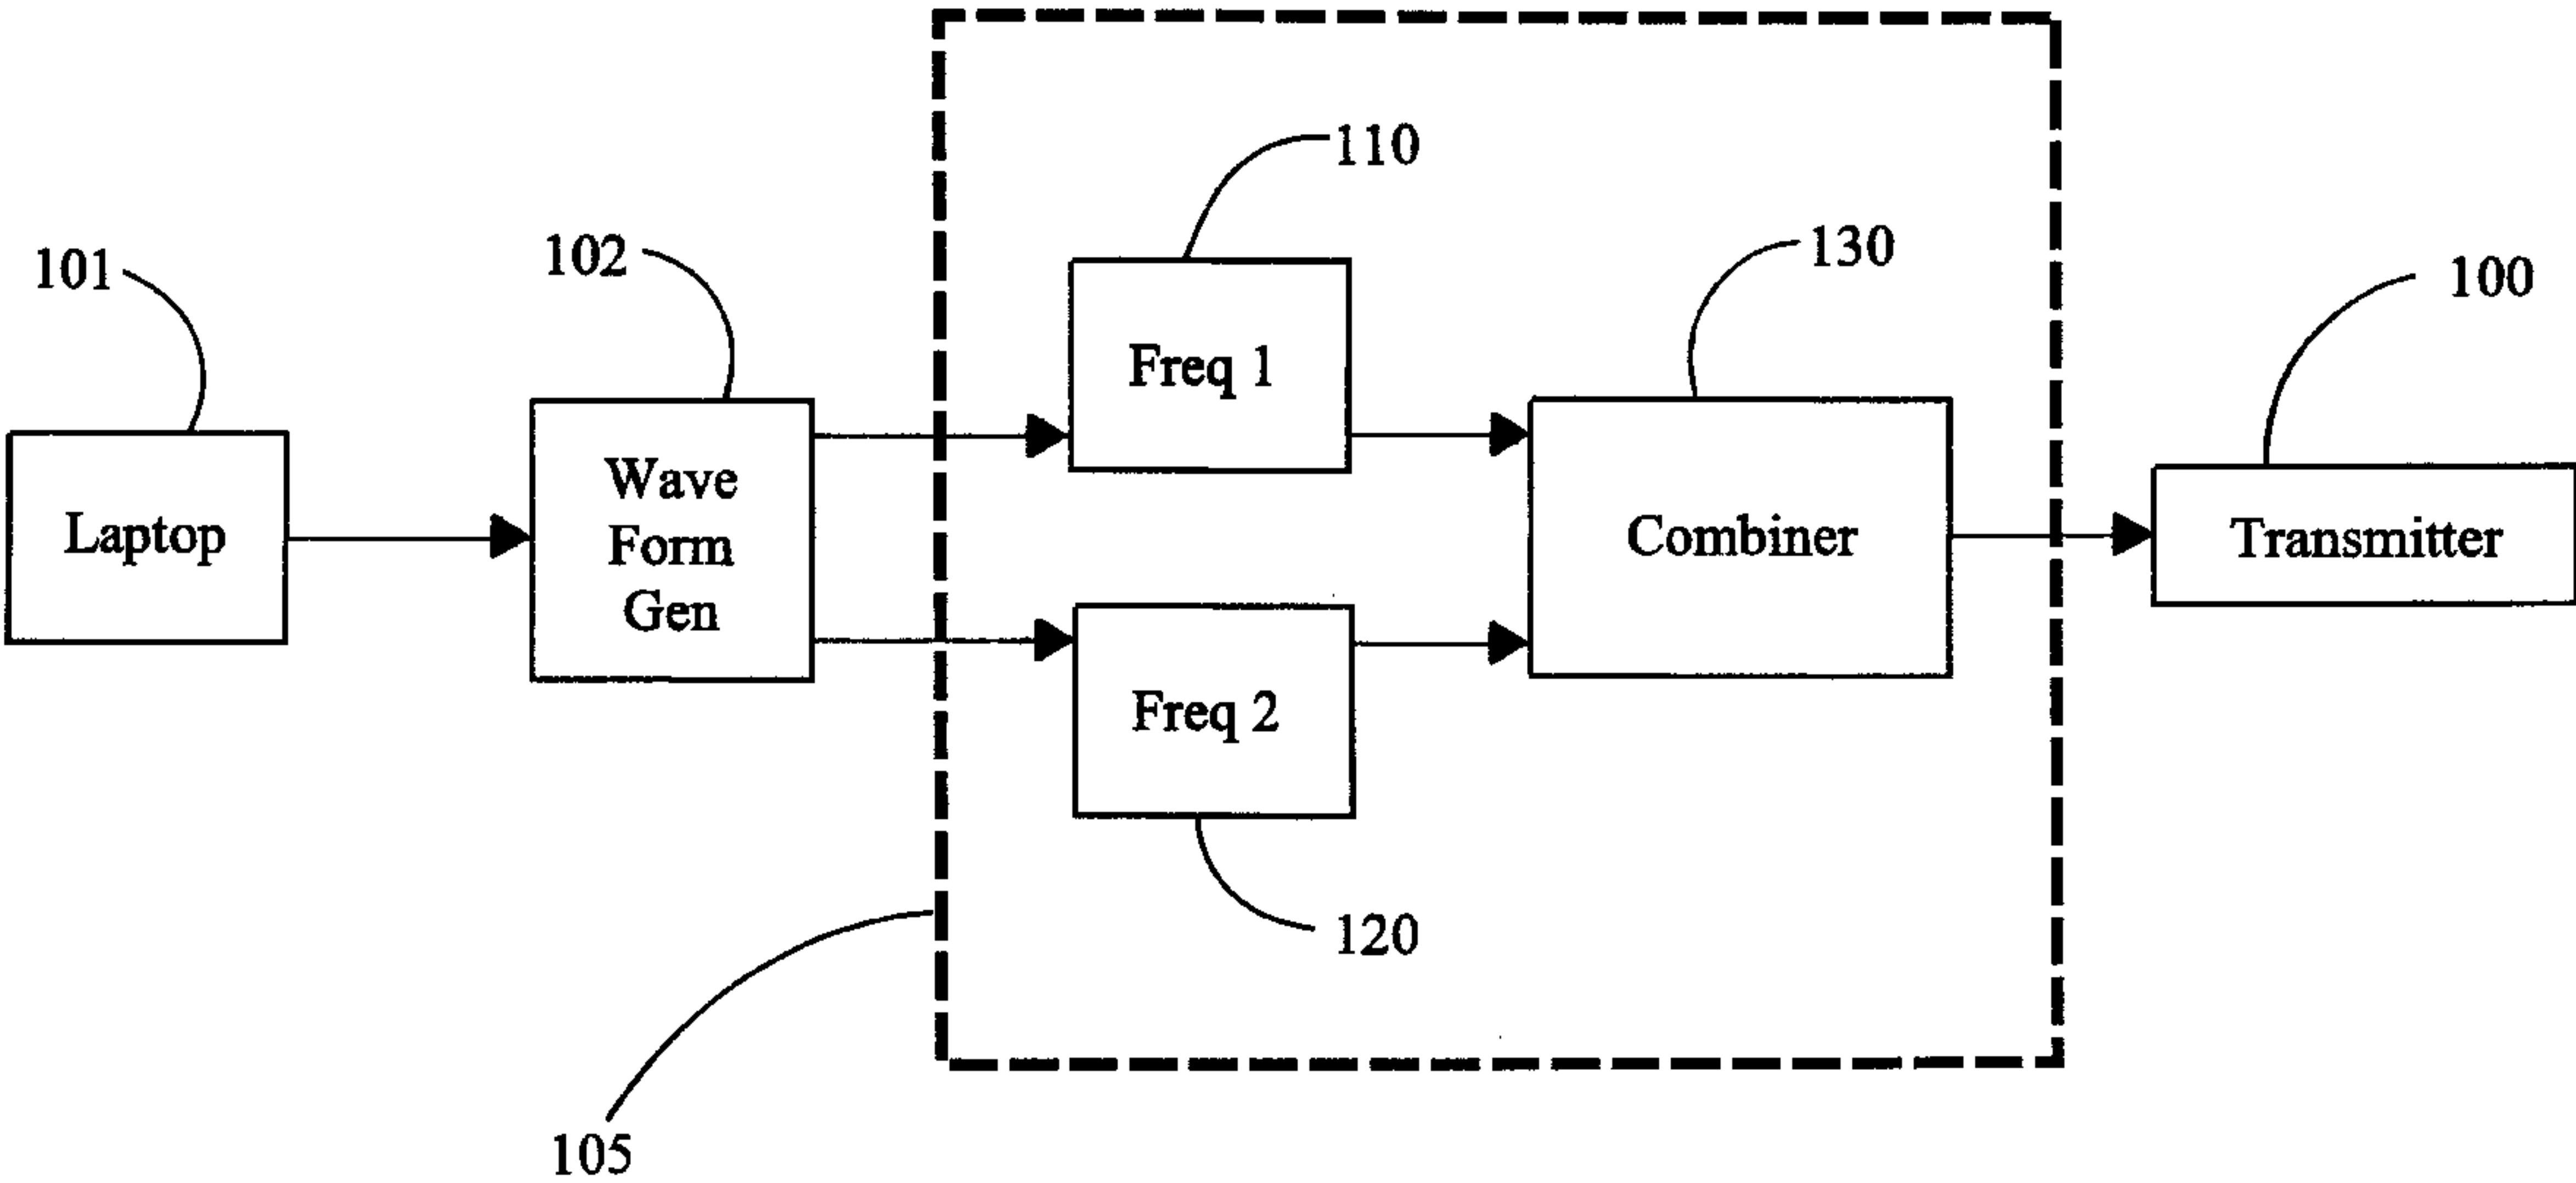 110
130
102
101
100
Freq 1
Wave
Form
Gen
Laptop
Combiner
Transmitter
Freq 2
120
105